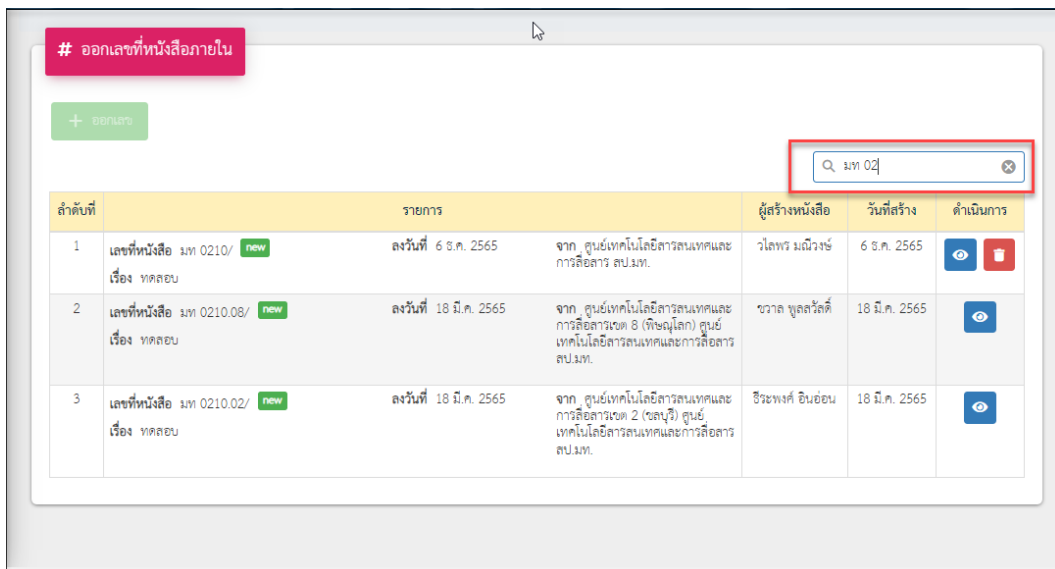 # ออกเลขที่หนังสือภายใน
+ ออกเลข
มท 02
ลำดับที่ รายการ ผู้สร้างหนังสือ วันที่สร้าง ดำเนินการ
1 เลขที่หนังสือ มท 0210/ new ลงวันที่ 6 ธ.ค. 2565 จาก ศูนย์เทคโนโลยีสารสนเทศและ วไลพร มณีวงษ์ 6 ธ.ค. 2565
การสื่อสาร สป.มท.
เรื่อง ทดสอบ
2 เลขที่หนังสือ มท 0210.08/ new ลงวันที่ 18 มี.ค. 2565 จาก ศูนย์เทคโนโลยีสารสนเทศและ ชวาล พูลสวัสดิ์ 18 มี.ค. 2565
การสื่อสารเขต 8 (พิษณุโลก) ศูนย์
เรื่อง ทดสอบ เทคโนโลยีสารสนเทศและการสื่อสาร
สป.มท.
3 เลขที่หนังสือ มท 0210.02/ new ลงวันที่ 18 มี.ค. 2565 จาก ศูนย์เทคโนโลยีสารสนเทศและ ธีระพงศ์ อินอ่อน 18 มี.ค. 2565
การสื่อสารเขต 2 (ชลบุรี) ศูนย์
เรื่อง ทดสอบ เทคโนโลยีสารสนเทศและการสื่อสาร
สป.มท.